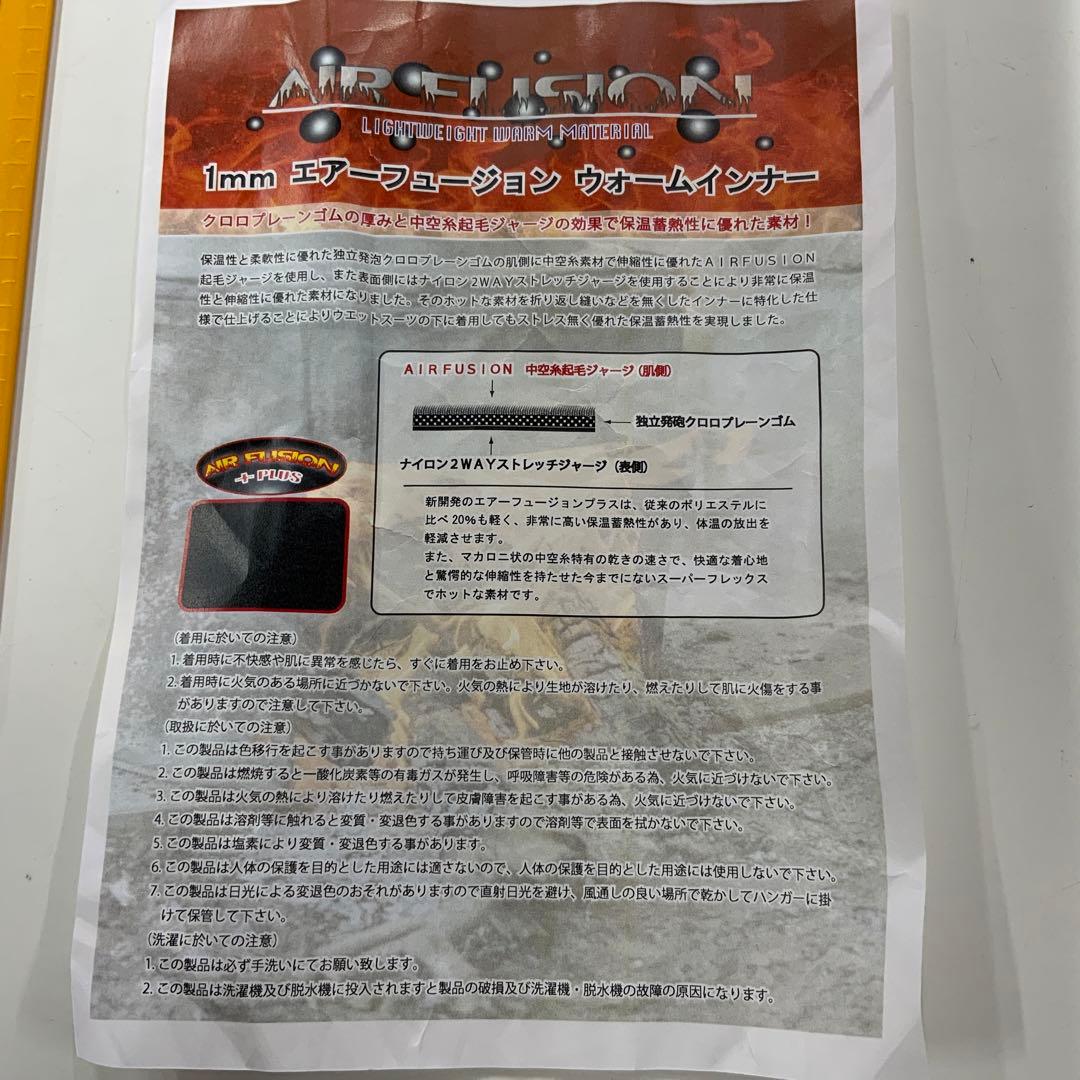 AIR FUSION
LIGHTWEIGHT WARM MATERIAL
1mm エアーフュージョン ウォームインナー
クロロプレーンゴムの厚みと中空糸起毛ジャージの効果で保温蓄熱性に優れた素材！
保温性と柔軟性に優れた独立発泡クロロプレーンゴムの肌側に中空糸素材で伸縮性に優れたＡＩＲＦＵＳＩＯＮ
起毛ジャージを使用し、また表面側にはナイロン２ＷＡＹストレッチジャージを使用することにより非常に保温
性と伸縮性に優れた素材になりました。そのホットな素材を折り返し縫いなどを無くしたインナーに特化した仕
様で仕上げることによりウエットスーツの下に着用してもストレス無く優れた保温蓄熱性を実現しました。
ＡＩＲＦＵＳＩＯＮ 中空糸起毛ジャージ（肌側）
独立発砲クロロプレーンゴム
ナイロン２ＷＡＹストレッチジャージ（表側）
AIR FUSION
＋PLUS
新開発のエアーフュージョンプラスは、従来のポリエステルに
比べ20％も軽く、非常に高い保温蓄熱性があり、体温の放出を
軽減させます。
また、マカロニ状の中空糸特有の乾きの速さで、快適な着心地
と驚愕的な伸縮性を持たせた今までにないスーパーフレックス
でホットな素材です。
（着用に於いての注意）
1. 着用時に不快感や肌に異常を感じたら、すぐに着用をお止め下さい。
2. 着用時に火気のある場所に近づかないで下さい。火気の熱により生地が溶けたり、燃えたりして肌に火傷をする事
がありますので注意して下さい。
（取扱に於いての注意）
1. この製品は色移行を起こす事がありますので持ち運び及び保管時に他の製品と接触させないで下さい。
2. この製品は燃焼すると一酸化炭素等の有毒ガスが発生し、呼吸障害等の危険がある為、火気に近づけないで下さい。
3. この製品は火気の熱により溶けたり燃えたりして皮膚障害を起こす事がある為、火気に近づけないで下さい。
4. この製品は溶剤等に触れると変質・変退色する事がありますので溶剤等で表面を拭かないで下さい。
5. この製品は塩素により変質・変退色する事があります。
6. この製品は人体の保護を目的とした用途には適さないので、人体の保護を目的とした用途には使用しないで下さい。
7. この製品は日光による変退色のおそれがありますので直射日光を避け、風通しの良い場所で乾かしてハンガーに掛
けて保管して下さい。
（洗濯に於いての注意）
1. この製品は必ず手洗いにてお願い致します。
2. この製品は洗濯機及び脱水機に投入されますと製品の破損及び洗濯機・脱水機の故障の原因になります。